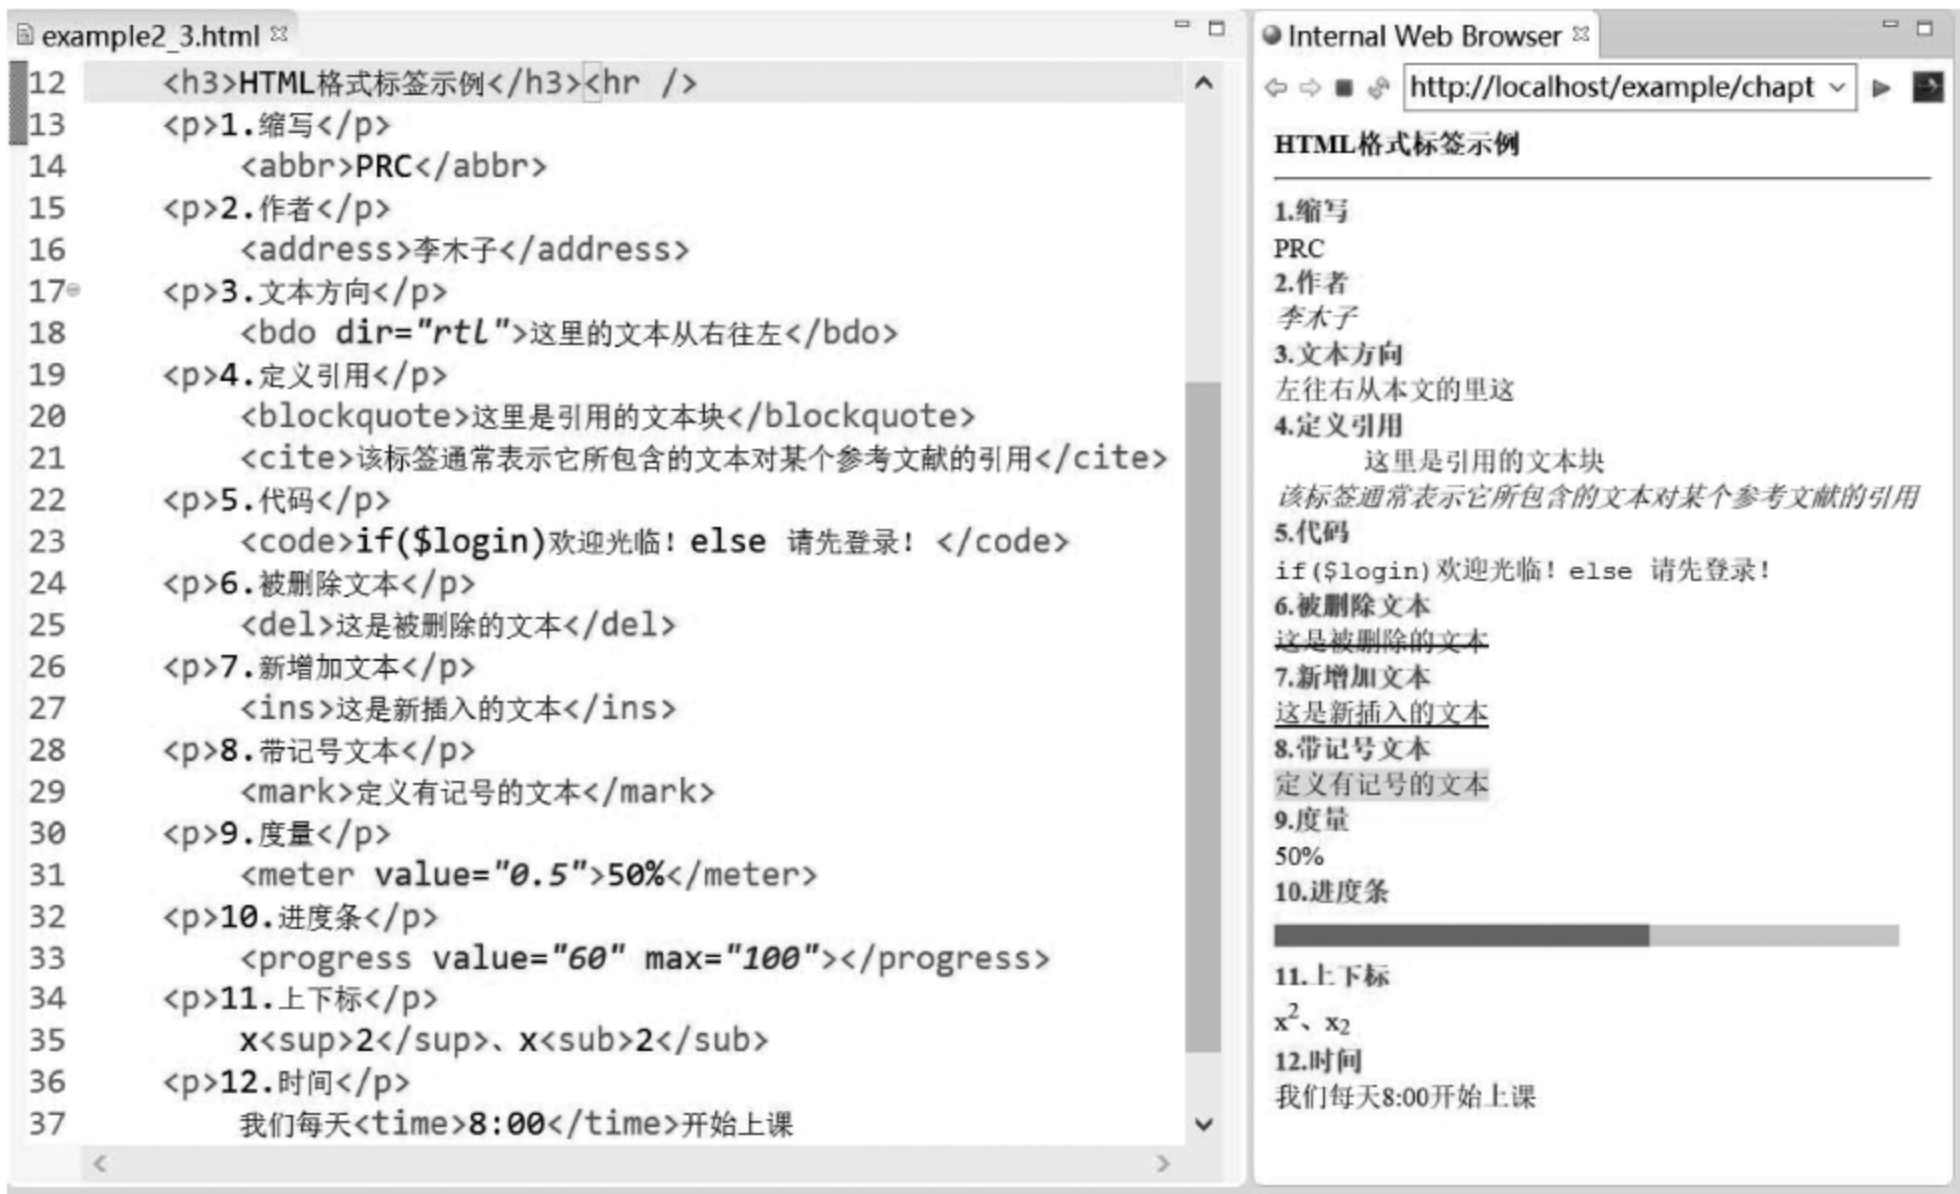 example2_3.html
12 <h3>HTML格式标签示例</h3><hr />
13 <p>1.缩写</p>
14 <abbr>PRC</abbr>
15 <p>2.作者</p>
16 <address>李木子</address>
17 <p>3.文本方向</p>
18 <bdo dir="rtl">这里的文本从右往左</bdo>
19 <p>4.定义引用</p>
20 <blockquote>这里是引用的文本块</blockquote>
21 <cite>该标签通常表示它所包含的文本对某个参考文献的引用</cite>
22 <p>5.代码</p>
23 <code>if($login)欢迎光临！else 请先登录！</code>
24 <p>6.被删除文本</p>
25 <del>这是被删除的文本</del>
26 <p>7.新增加文本</p>
27 <ins>这是新插入的文本</ins>
28 <p>8.带记号文本</p>
29 <mark>定义有记号的文本</mark>
30 <p>9.度量</p>
31 <meter value="0.5">50%</meter>
32 <p>10.进度条</p>
33 <progress value="60" max="100"></progress>
34 <p>11.上下标</p>
35 x<sup>2</sup>、x<sub>2</sub>
36 <p>12.时间</p>
37 我们每天<time>8:00</time>开始上课
Internal Web Browser
http://localhost/example/chapt
HTML格式标签示例
1.缩写
PRC
2.作者
李木子
3.文本方向
左往右从本文的里这
4.定义引用
这里是引用的文本块
该标签通常表示它所包含的文本对某个参考文献的引用
5.代码
if($login)欢迎光临！else 请先登录！
6.被删除文本
这是被删除的文本
7.新增加文本
这是新插入的文本
8.带记号文本
定义有记号的文本
9.度量
50%
10.进度条
11.上下标
x²、x₂
12.时间
我们每天8:00开始上课